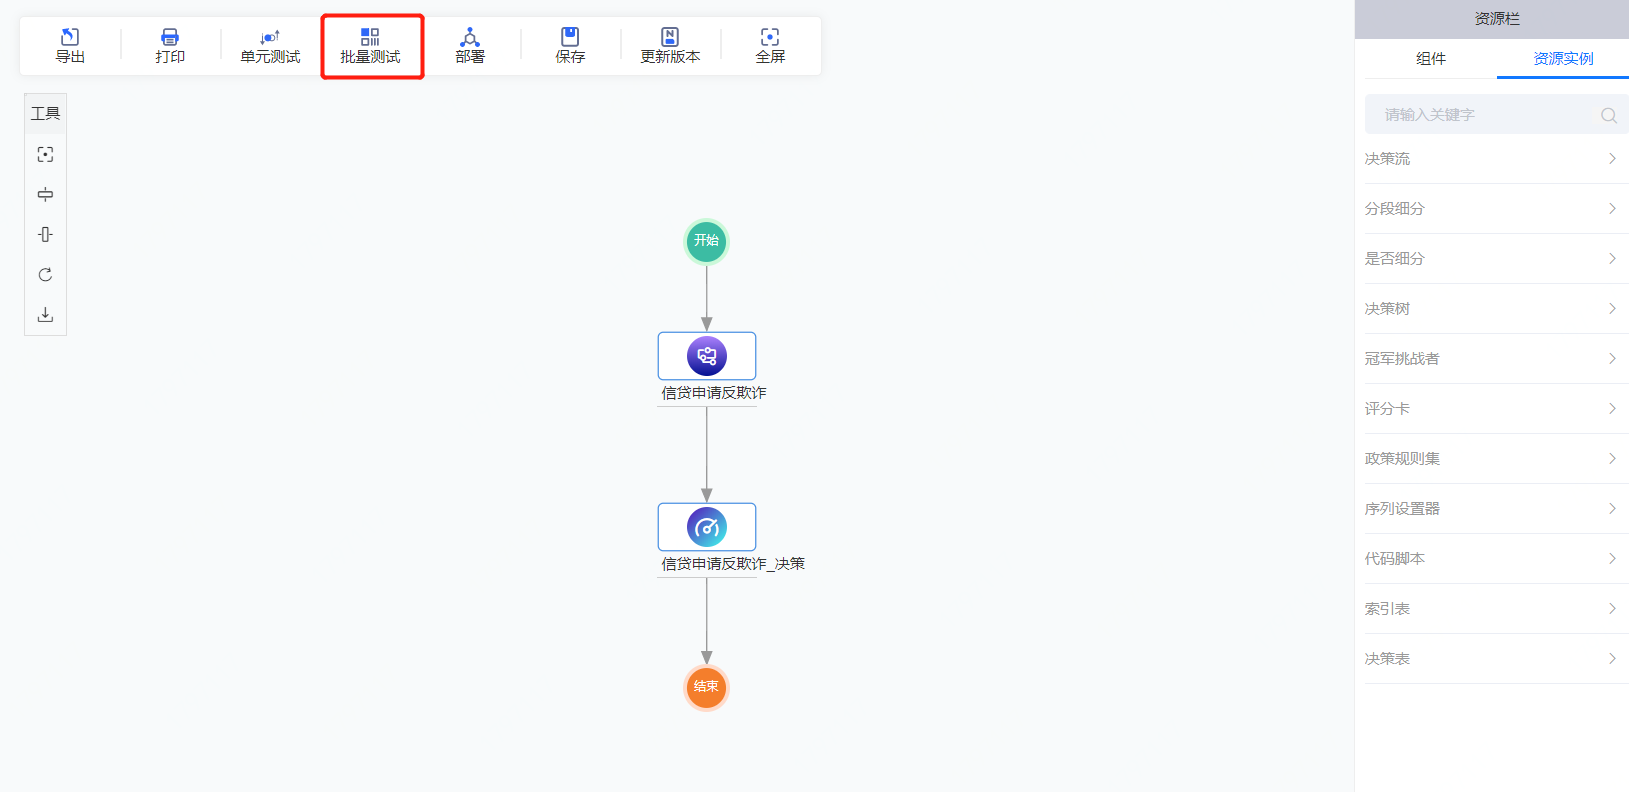 导出
打印
单元测试
批量测试
部署
保存
更新版本
全屏
工具
开始
信贷申请反欺诈
信贷申请反欺诈_决策
结束
资源栏
组件
资源实例
请输入关键字
决策流
分段细分
是否细分
决策树
冠军挑战者
评分卡
政策规则集
序列设置器
代码脚本
索引表
决策表